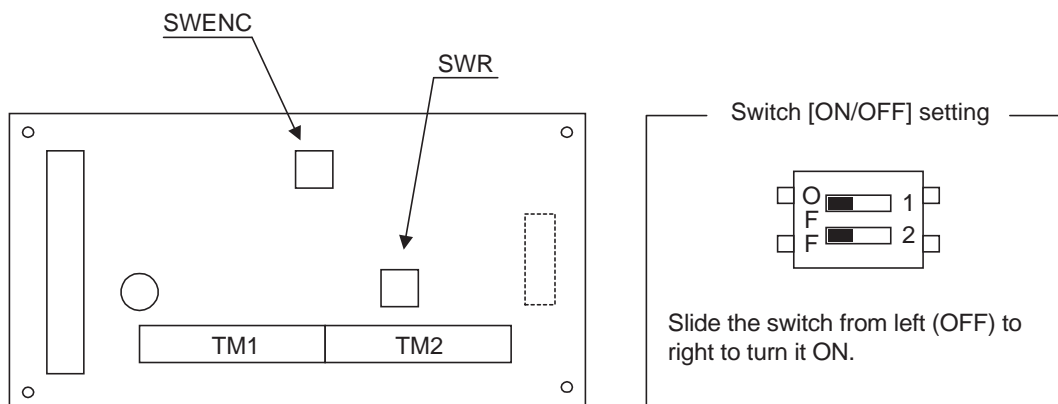 SWENC
SWR
TM1 TM2
Switch [ON/OFF] setting
O
F
F
1
2
Slide the switch from left (OFF) to
right to turn it ON.